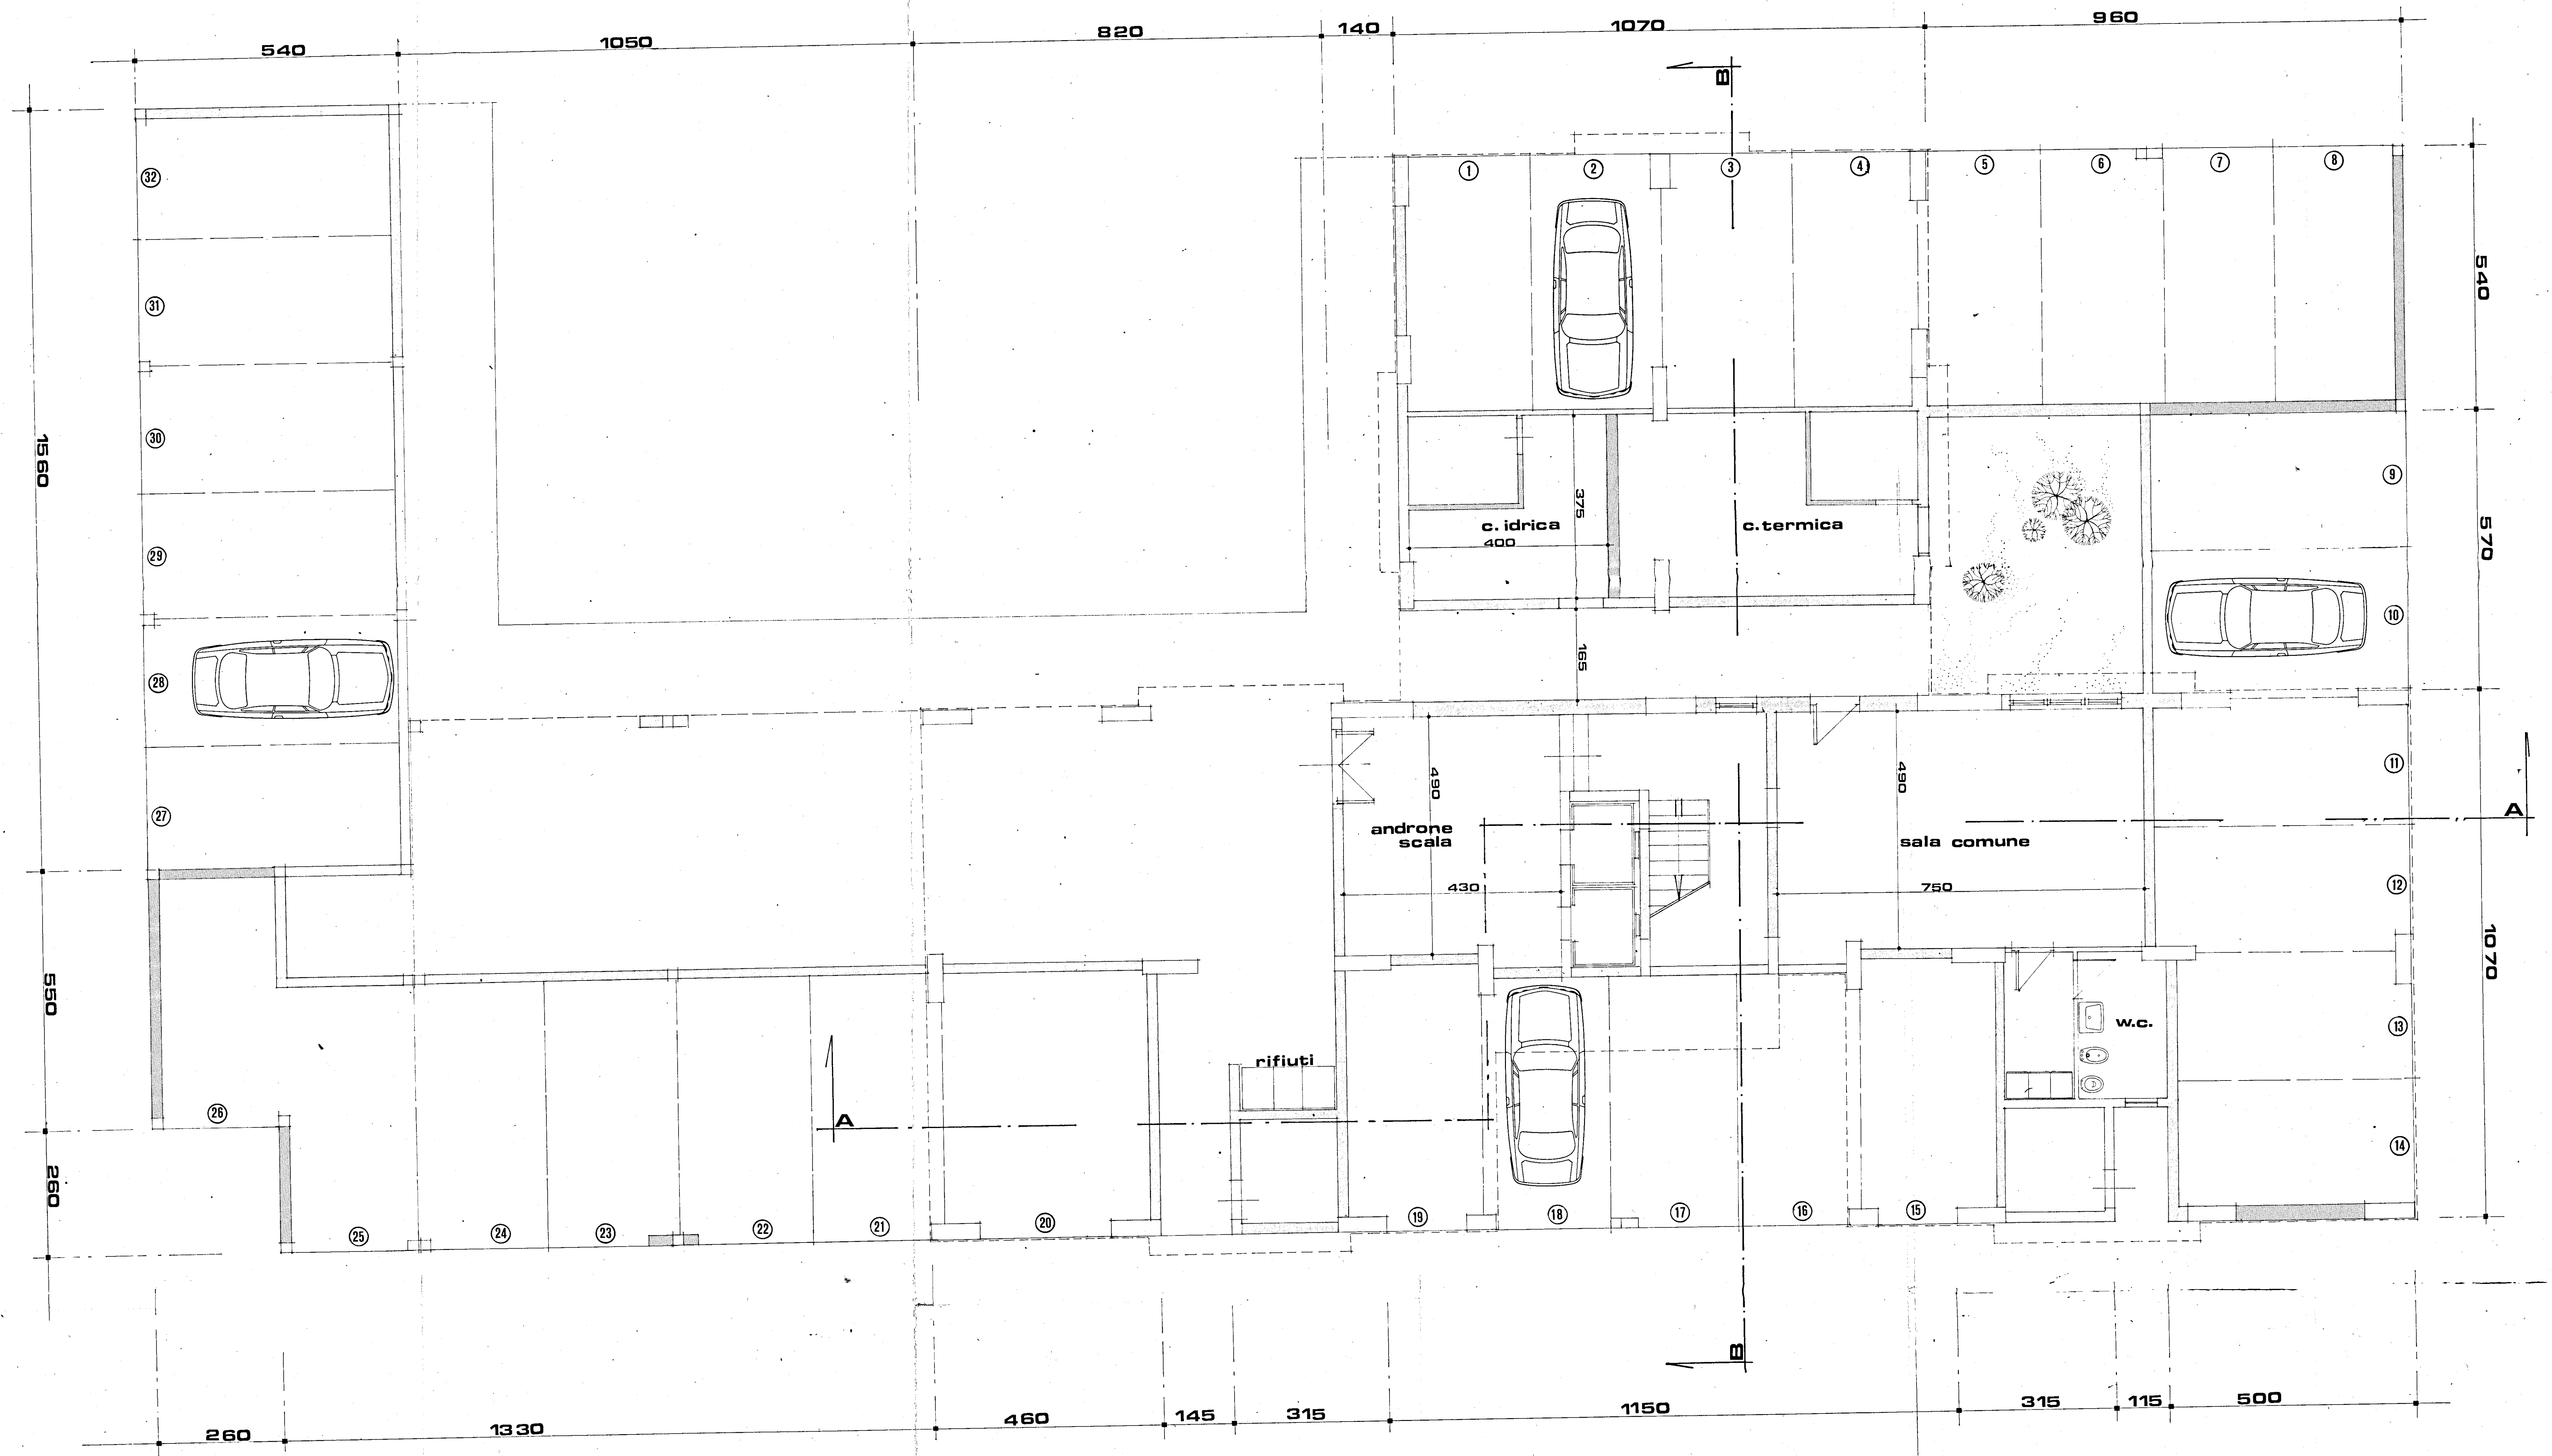 540 1050 820 140 1070 960
B
32 1 2 3 4 5 6 7 8
31
540
30
1560
9
375
c. idrica
c. termica
400
29
570
10
165
28
11
490
490
27
androne
scala
sala comune
A
430
750
12
1070
550
w.c.
13
rifiuti
26
A
14
260
25 24 23 22 21 20 19 18 17 16 15
B
260 1330 460 145 315 1150 315 115 500